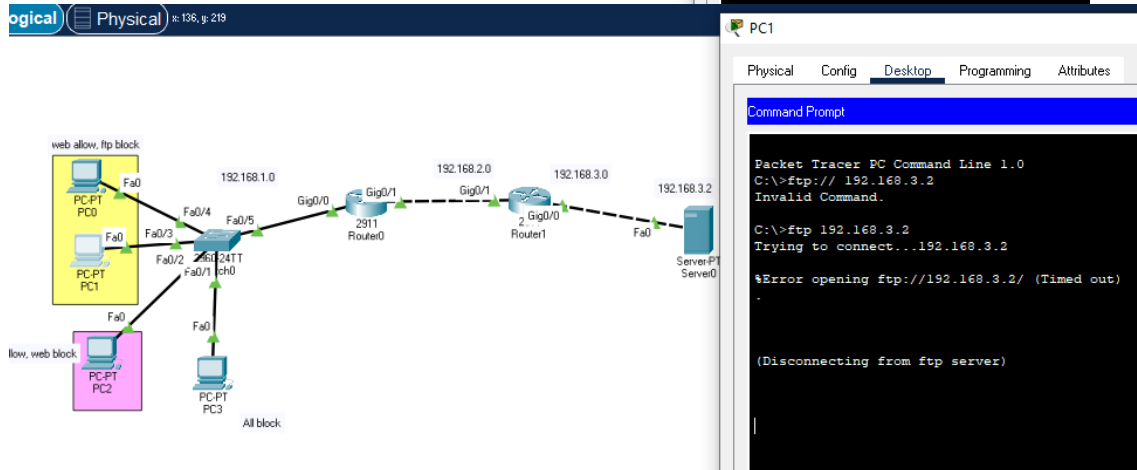 ogical
Physical
x: 136, y: 219
web allow, ftp block
Fa0
PC-PT
PC0
Fa0/4
192.168.1.0
Fa0/5
Fa0
Fa0/3
PC-PT
PC1
Fa0/2
2960-24TT
Fa0/1
tch0
Gig0/0
Gig0/1
2911
Router0
192.168.2.0
Gig0/1
192.168.3.0
2
Gig0/0
Router1
192.168.3.2
Fa0
Server-PT
Server0
Fa0
llow, web block
PC-PT
PC2
Fa0
PC-PT
PC3
All block
PC1
Physical Config Desktop Programming Attributes
Command Prompt
Packet Tracer PC Command Line 1.0
C:\>ftp:// 192.168.3.2
Invalid Command.
C:\>ftp 192.168.3.2
Trying to connect...192.168.3.2
%Error opening ftp://192.168.3.2/ (Timed out)
.
(Disconnecting from ftp server)